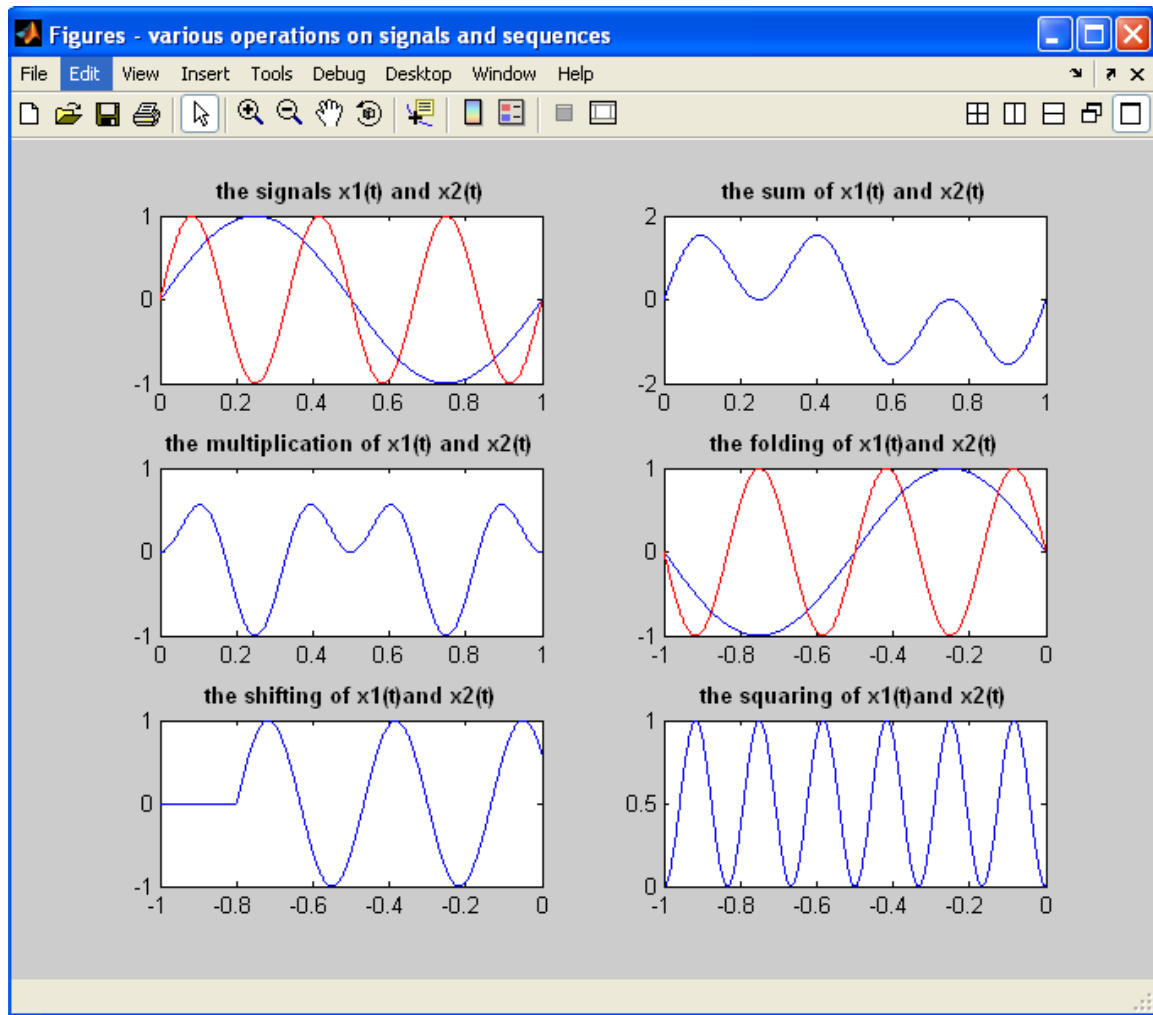 Figures - various operations on signals and sequences
File Edit View Insert Tools Debug Desktop Window Help
the signals x1(t) and x2(t)
1
0
-1
0 0.2 0.4 0.6 0.8 1
the sum of x1(t) and x2(t)
2
0
-2
0 0.2 0.4 0.6 0.8 1
the multiplication of x1(t) and x2(t)
1
0
-1
0 0.2 0.4 0.6 0.8 1
the folding of x1(t)and x2(t)
1
0
-1
-1 -0.8 -0.6 -0.4 -0.2 0
the shifting of x1(t)and x2(t)
1
0
-1
-1 -0.8 -0.6 -0.4 -0.2 0
the squaring of x1(t)and x2(t)
1
0.5
0
-1 -0.8 -0.6 -0.4 -0.2 0